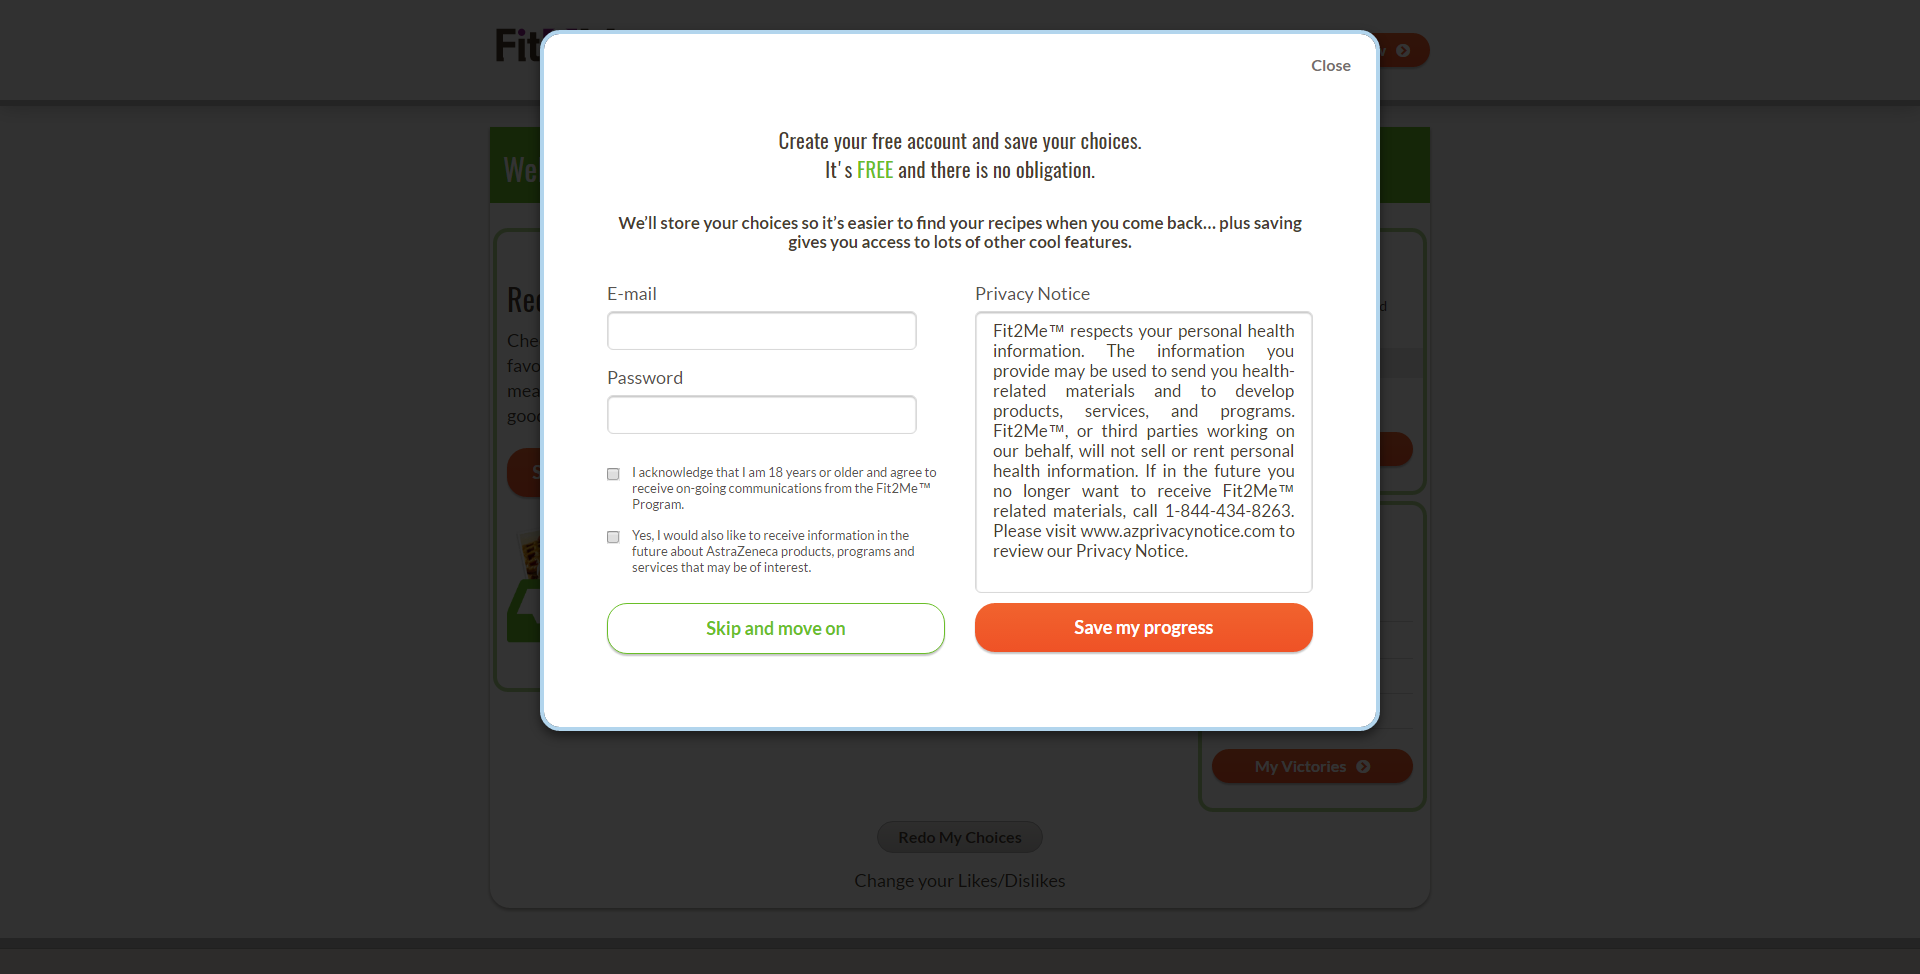 Fit
Close
Create your free account and save your choices.
It's FREE and there is no obligation.
We
We'll store your choices so it's easier to find your recipes when you come back... plus saving
gives you access to lots of other cool features.
E-mail
Privacy Notice
Password
Fit2Me™ respects your personal health
information. The information you
provide may be used to send you health-
related materials and to develop
products, services, and programs.
Fit2Me™, or third parties working on
our behalf, will not sell or rent personal
health information. If in the future you
no longer want to receive Fit2Me™
related materials, call 1-844-434-8263.
Please visit www.azprivacynotice.com to
review our Privacy Notice.
I acknowledge that I am 18 years or older and agree to
receive on-going communications from the Fit2Me™
Program.
Yes, I would also like to receive information in the
future about AstraZeneca products, programs and
services that may be of interest.
Skip and move on
Save my progress
My Victories
Redo My Choices
Change your Likes/Dislikes